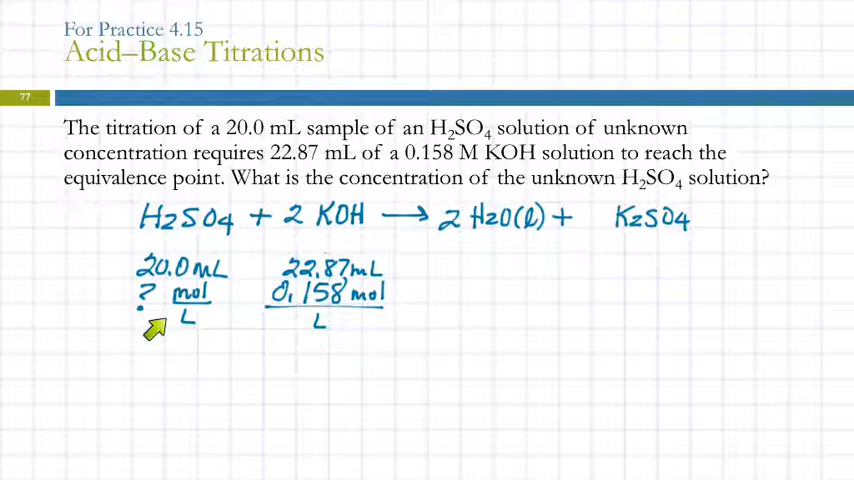 For Practice 4.15
Acid–Base Titrations
77
The titration of a 20.0 mL sample of an H₂SO₄ solution of unknown
concentration requires 22.87 mL of a 0.158 M KOH solution to reach the
equivalence point. What is the concentration of the unknown H₂SO₄ solution?
H₂SO₄ + 2 KOH ⟶ 2 H₂O(l) + K₂SO₄
20.0 mL 22.87 mL
? mol 0.158 mol
L L